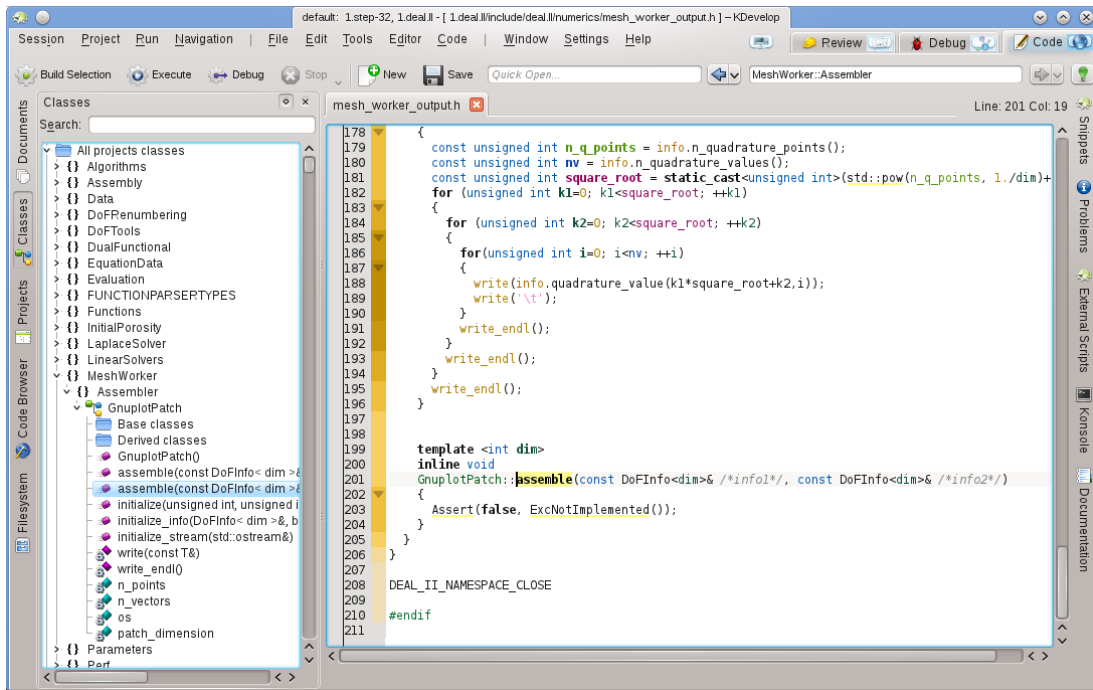 default:  1.step-32, 1.deal.II - [ 1.deal.II/include/deal.II/numerics/mesh_worker_output.h ] – KDevelop
Session Project Run Navigation | File Edit Tools Editor Code | Window Settings Help
Review Debug Code
Build Selection Execute Debug Stop New Save Quick Open... MeshWorker::Assembler
Classes
mesh_worker_output.h
Line: 201 Col: 19
Search:
Documents
Classes
Projects
Code Browser
Filesystem
All projects classes
{} Algorithms
{} Assembly
{} Data
{} DoFRenumbering
{} DoFTools
{} DualFunctional
{} EquationData
{} Evaluation
{} FUNCTIONPARSERTYPES
{} Functions
{} InitialPorosity
{} LaplaceSolver
{} LinearSolvers
{} MeshWorker
{} Assembler
GnuplotPatch
Base classes
Derived classes
GnuplotPatch()
assemble(const DoFInfo< dim >&
assemble(const DoFInfo< dim >&
initialize(unsigned int, unsigned i
initialize_info(DoFInfo< dim >&, b
initialize_stream(std::ostream&)
write(const T&)
write_endl()
n_points
n_vectors
os
patch_dimension
{} Parameters
{} Perf
178 {
179 const unsigned int n_q_points = info.n_quadrature_points();
180 const unsigned int nv = info.n_quadrature_values();
181 const unsigned int square_root = static_cast<unsigned int>(std::pow(n_q_points, 1./dim)+
182 for (unsigned int k1=0; k1<square_root; ++k1)
183 {
184 for (unsigned int k2=0; k2<square_root; ++k2)
185 {
186 for(unsigned int i=0; i<nv; ++i)
187 {
188 write(info.quadrature_value(k1*square_root+k2,i));
189 write('\t');
190 }
191 write_endl();
192 }
193 write_endl();
194 }
195 write_endl();
196 }
197
198
199 template <int dim>
200 inline void
201 GnuplotPatch::assemble(const DoFInfo<dim>& /*info1*/, const DoFInfo<dim>& /*info2*/)
202 {
203 Assert(false, ExcNotImplemented());
204 }
205 }
206 }
207
208 DEAL_II_NAMESPACE_CLOSE
209
210 #endif
211
Snippets
Problems
External Scripts
Konsole
Documentation